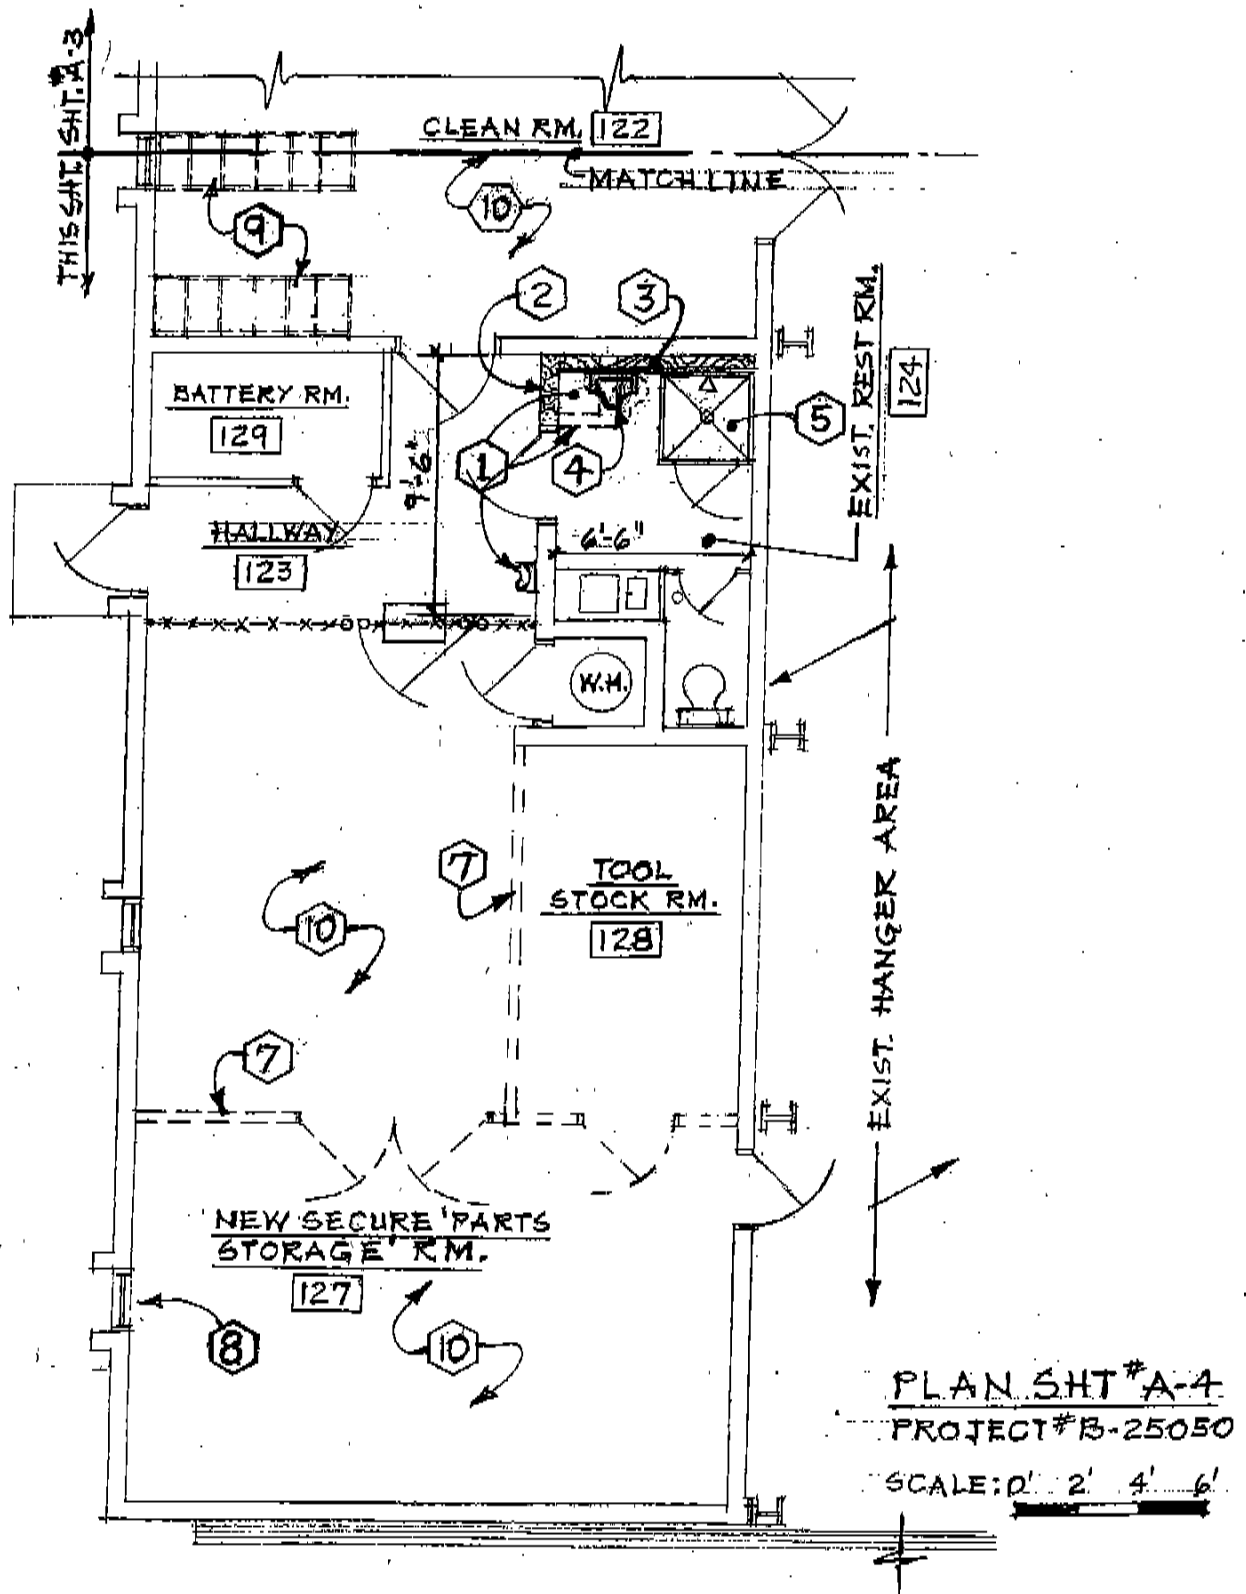 THIS SHT. SHT. #A-3
CLEAN RM. 122
MATCH LINE
10
9
2
3
EXIST. REST RM.
124
BATTERY RM.
129
9'-6"
1
4
5
HALLWAY
123
6'-6"
W.H.
7
TOOL
STOCK RM.
128
10
EXIST. HANGER AREA
7
NEW SECURE 'PARTS
STORAGE' RM.
127
8
10
PLAN SHT #A-4
PROJECT #B-25050
SCALE: 0' 2' 4' 6'